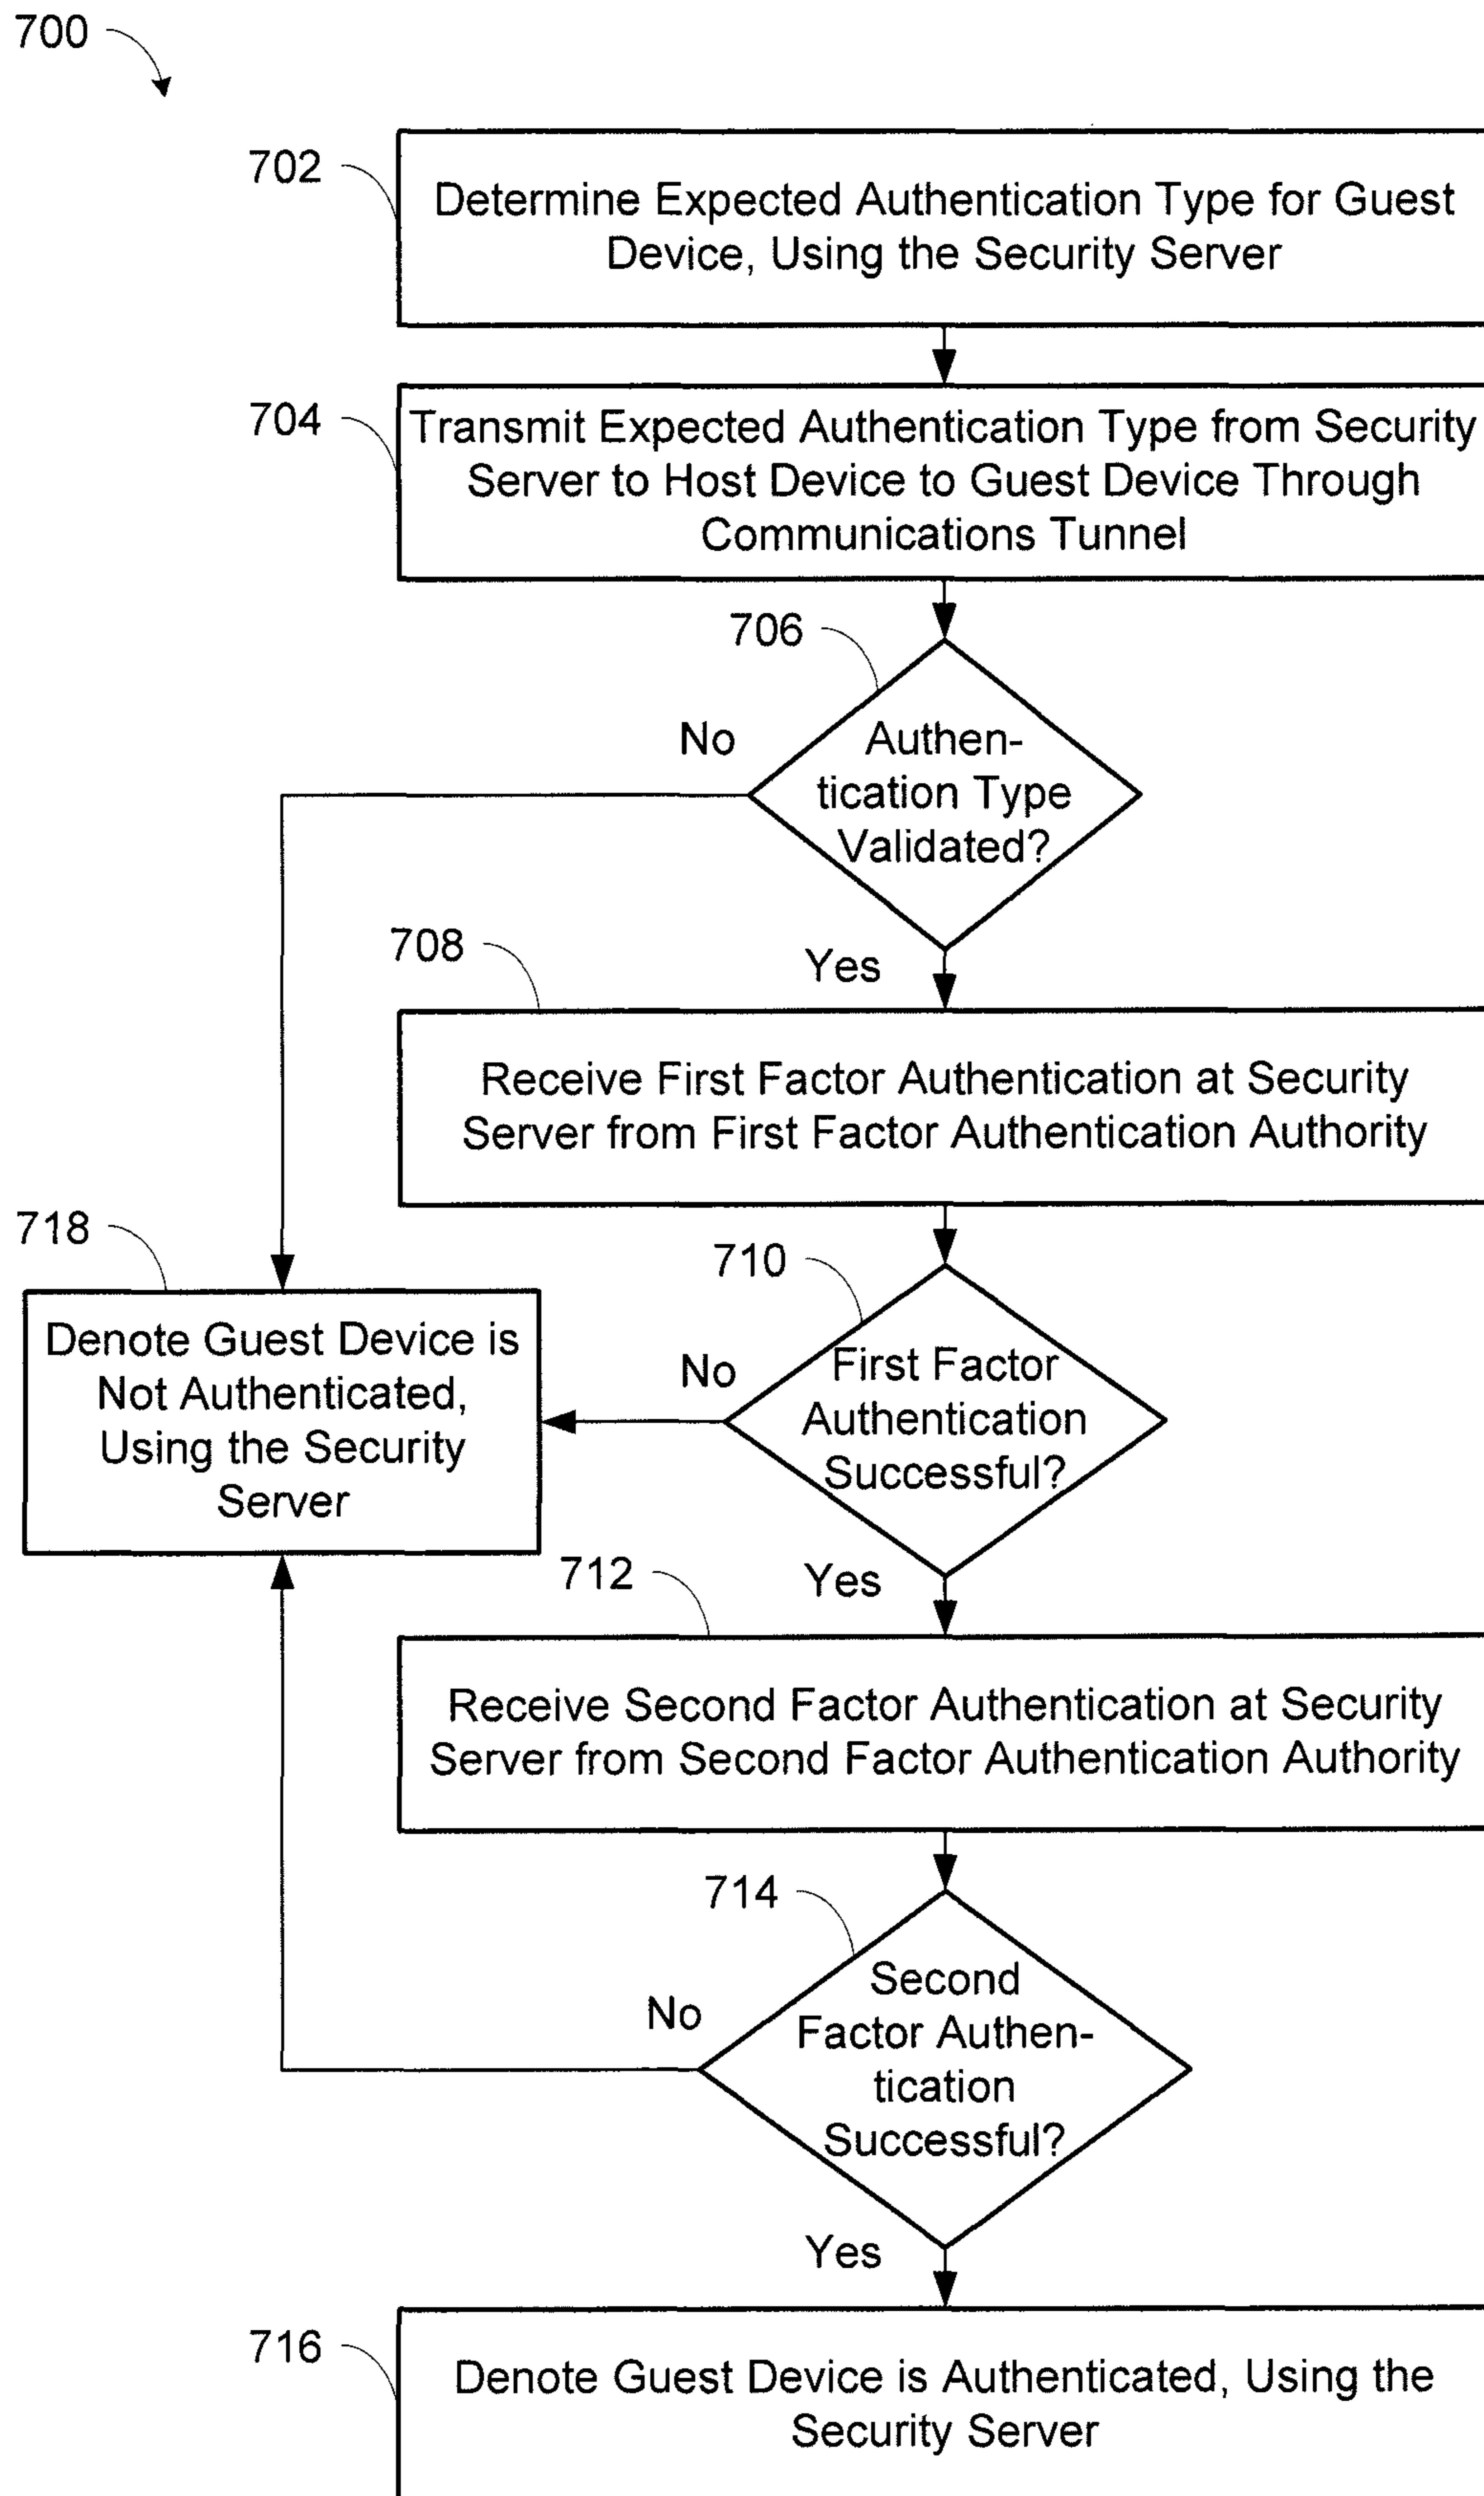 700
702
Determine Expected Authentication Type for Guest
Device, Using the Security Server
704
Transmit Expected Authentication Type from Security
Server to Host Device to Guest Device Through
Communications Tunnel
706
No
Authen-
tication Type
Validated?
Yes
708
Receive First Factor Authentication at Security
Server from First Factor Authentication Authority
718
Denote Guest Device is
Not Authenticated,
Using the Security
Server
710
No
First Factor
Authentication
Successful?
Yes
712
Receive Second Factor Authentication at Security
Server from Second Factor Authentication Authority
714
No
Second
Factor Authen-
tication
Successful?
Yes
716
Denote Guest Device is Authenticated, Using the
Security Server